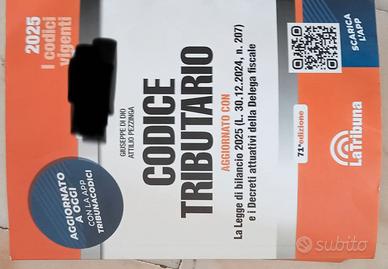 2025
I codici
vigenti
GIUSEPPE DI DIO
ATTILIO PEZZINGA
CODICE
TRIBUTARIO
AGGIORNATO CON
La Legge di bilancio 2025 (L. 30.12.2024, n. 207)
e i Decreti attuativi della Delega fiscale
AGGIORNATO
A OGGI
CON LA APP
TRIBUNACODICI
71ª edizione
LaTribuna
SCARICA
L'APP
subito